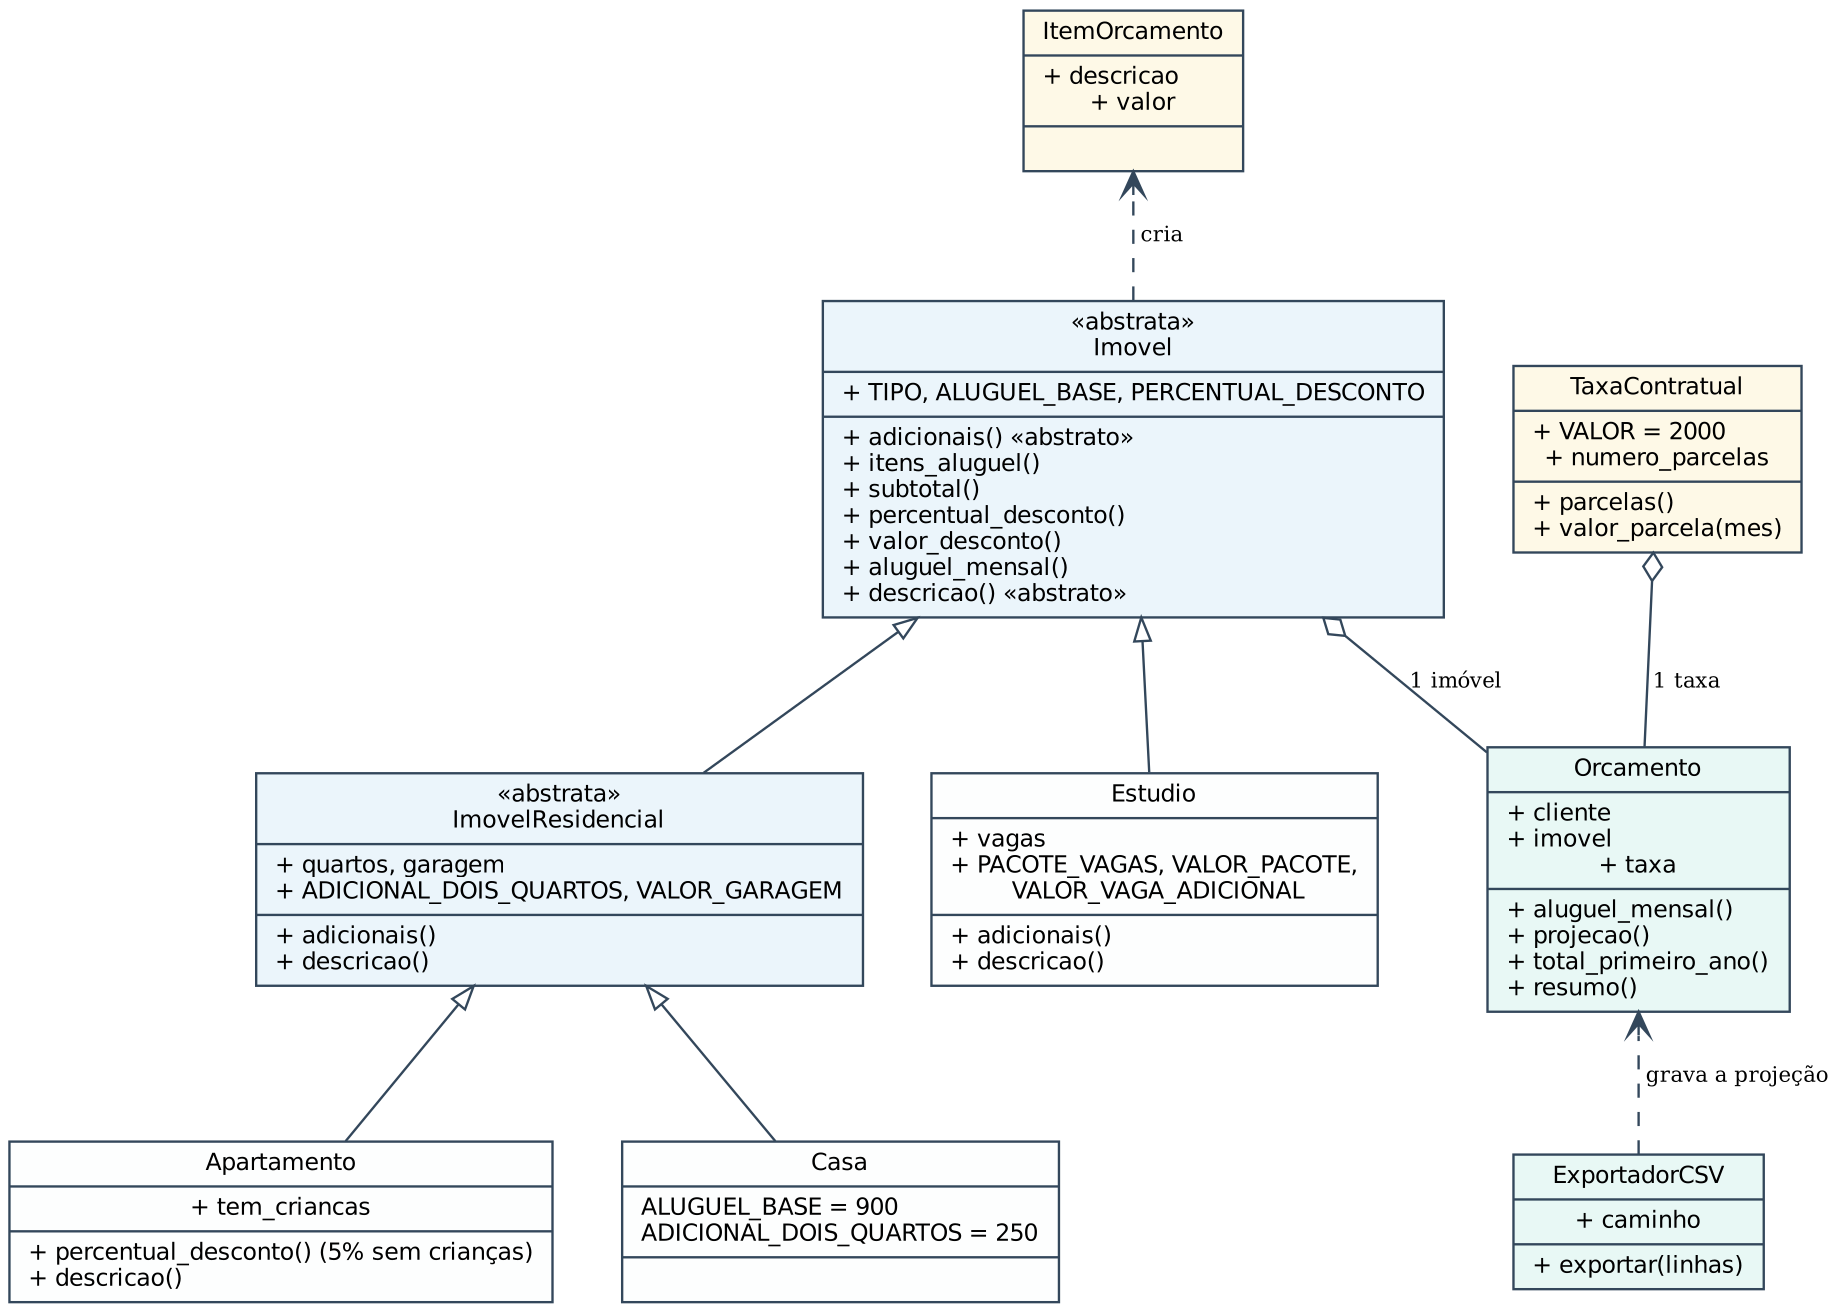 ItemOrcamento
+ descricao
+ valor
cria
«abstrata»
Imovel
+ TIPO, ALUGUEL_BASE, PERCENTUAL_DESCONTO
+ adicionais() «abstrato»
+ itens_aluguel()
+ subtotal()
+ percentual_desconto()
+ valor_desconto()
+ aluguel_mensal()
+ descricao() «abstrato»
TaxaContratual
+ VALOR = 2000
+ numero_parcelas
+ parcelas()
+ valor_parcela(mes)
1 imóvel
1 taxa
«abstrata»
ImovelResidencial
+ quartos, garagem
+ ADICIONAL_DOIS_QUARTOS, VALOR_GARAGEM
+ adicionais()
+ descricao()
Estudio
+ vagas
+ PACOTE_VAGAS, VALOR_PACOTE,
VALOR_VAGA_ADICIONAL
+ adicionais()
+ descricao()
Orcamento
+ cliente
+ imovel
+ taxa
+ aluguel_mensal()
+ projecao()
+ total_primeiro_ano()
+ resumo()
grava a projeção
Apartamento
+ tem_criancas
+ percentual_desconto() (5% sem crianças)
+ descricao()
Casa
ALUGUEL_BASE = 900
ADICIONAL_DOIS_QUARTOS = 250
ExportadorCSV
+ caminho
+ exportar(linhas)